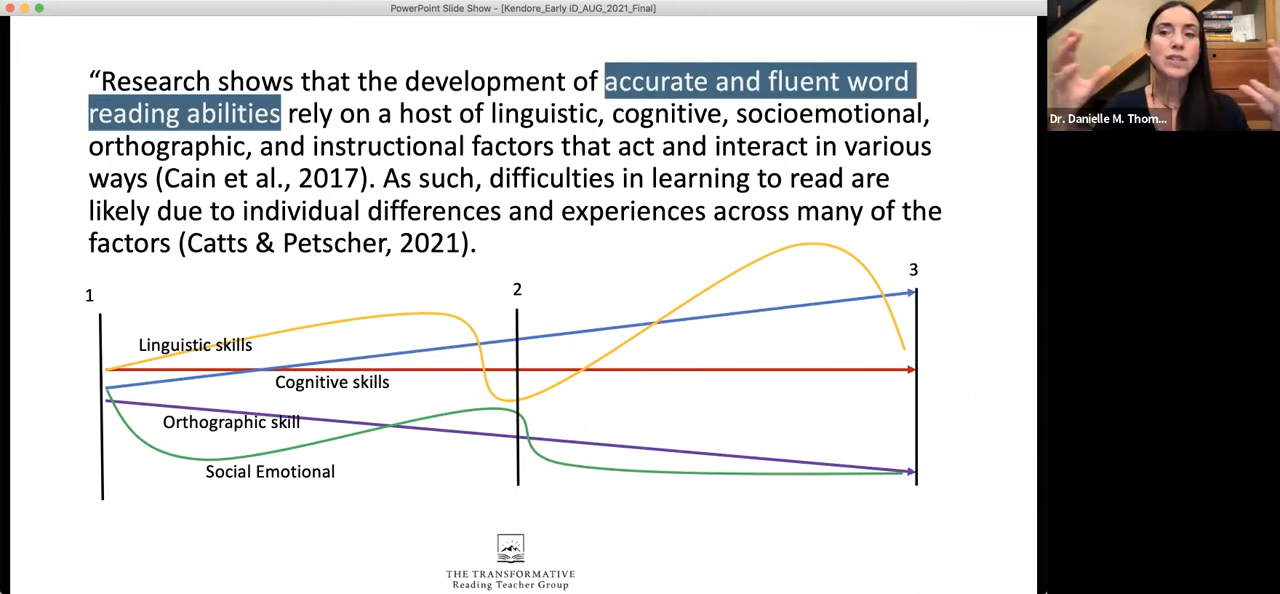 PowerPoint Slide Show - [Kendore_Early iD_AUG_2021_Final]
“Research shows that the development of accurate and fluent word
reading abilities rely on a host of linguistic, cognitive, socioemotional,
orthographic, and instructional factors that act and interact in various
ways (Cain et al., 2017). As such, difficulties in learning to read are
likely due to individual differences and experiences across many of the
factors (Catts & Petscher, 2021).
1
2
3
Linguistic skills
Cognitive skills
Orthographic skill
Social Emotional
THE TRANSFORMATIVE
Reading Teacher Group
Dr. Danielle M. Thom...